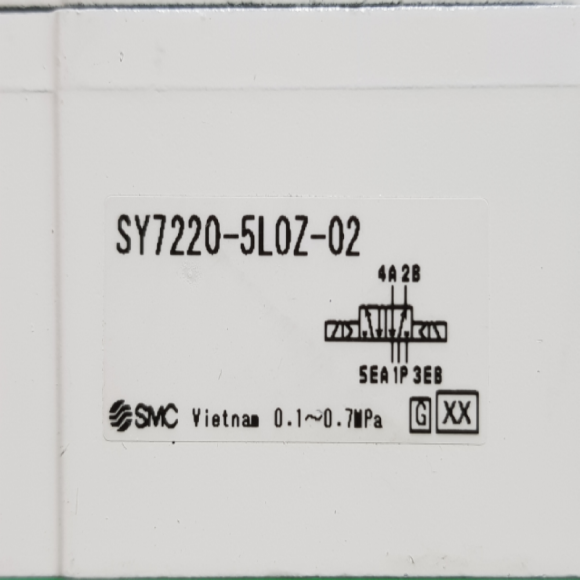 SY7220-5LOZ-02
4A 2B
5EA 1P 3EB
SMC Vietnam 0.1~0.7MPa G XX